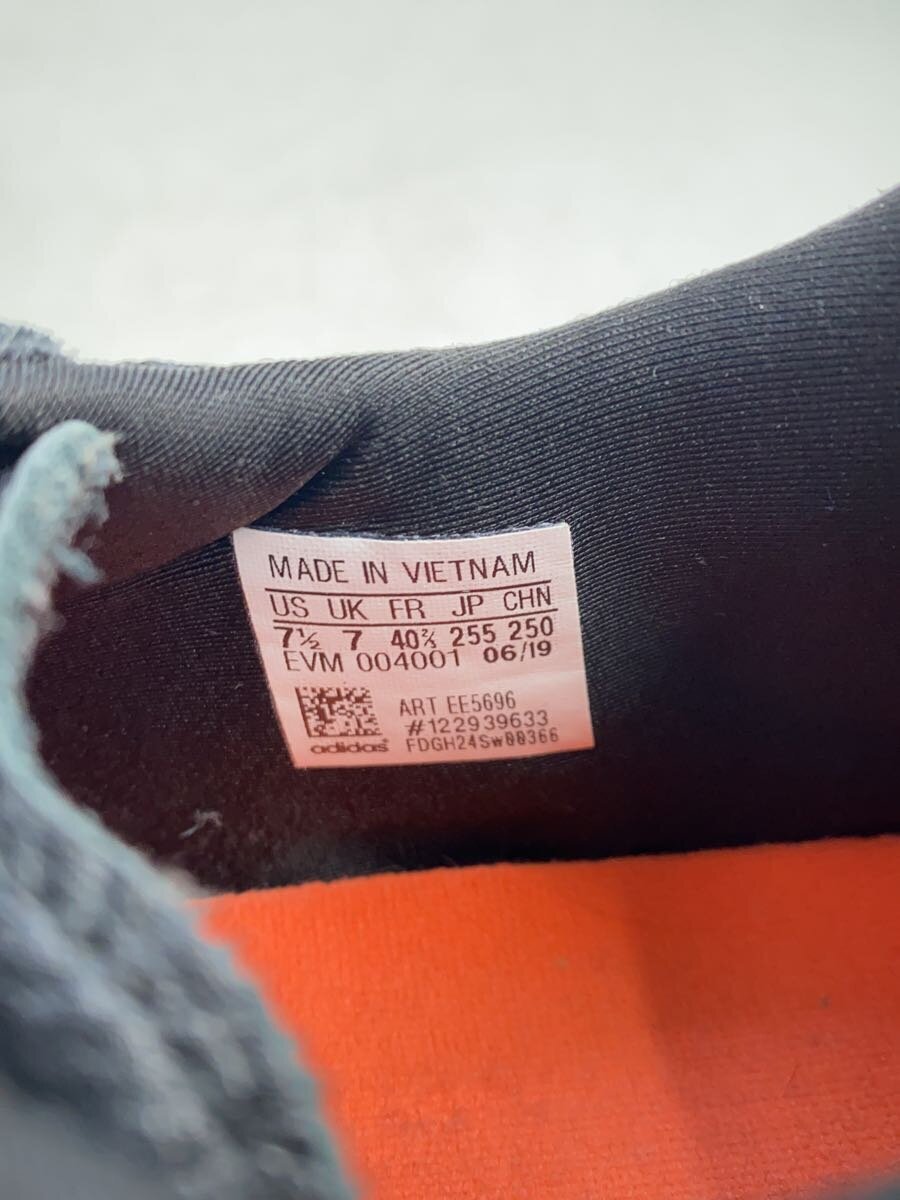 MADE IN VIETNAM
US UK FR JP CHN
7½ 7 40⅔ 255 250
EVM 004001 06/19
ART EE5696
#122939633
adidas FDGH24SW00366